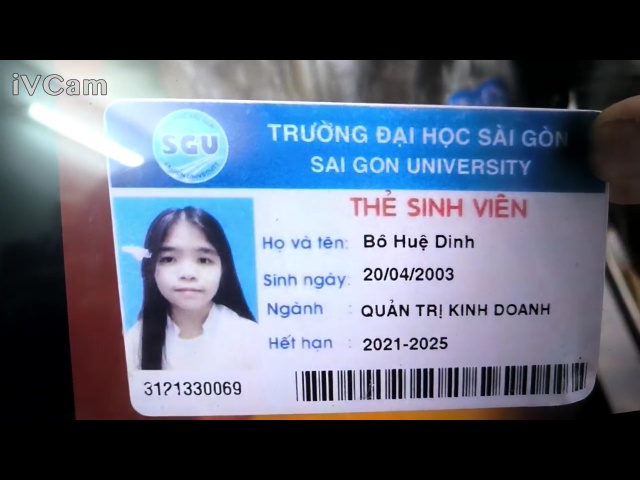 iVCam
SGU
TRƯỜNG ĐẠI HỌC SÀI GÒN
SAI GON UNIVERSITY
THẺ SINH VIÊN
Họ và tên: Bô Huệ Dinh
Sinh ngày: 20/04/2003
Ngành : QUẢN TRỊ KINH DOANH
Hết hạn : 2021-2025
3121330069